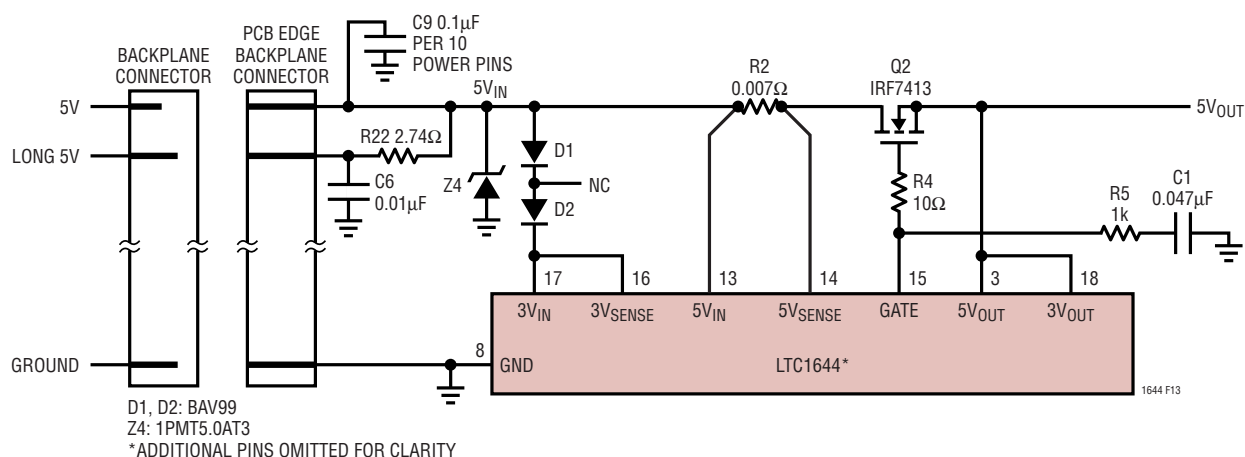 C9 0.1µF
PER 10
POWER PINS
BACKPLANE
CONNECTOR
PCB EDGE
BACKPLANE
CONNECTOR
5V
LONG 5V
GROUND
R22 2.74Ω
C6
0.01µF
5VIN
Z4
D1
D2
NC
R2
0.007Ω
Q2
IRF7413
5VOUT
R4
10Ω
R5
1k
C1
0.047µF
17
16
13
14
15
3
18
3VIN
3VSENSE
5VIN
5VSENSE
GATE
5VOUT
3VOUT
8
GND
LTC1644*
1644 F13
D1, D2: BAV99
Z4: 1PMT5.0AT3
*ADDITIONAL PINS OMITTED FOR CLARITY